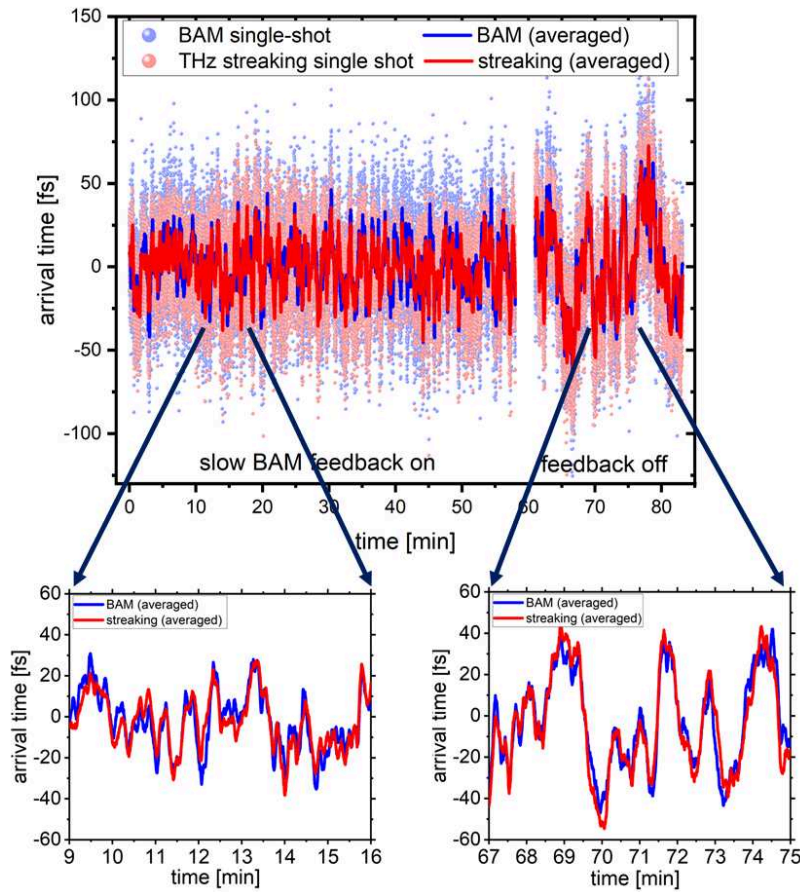 BAM single-shot BAM (averaged)
THz streaking single shot streaking (averaged)
150
100
50
0
-50
-100
arrival time [fs]
slow BAM feedback on feedback off
0 10 20 30 40 50 60 70 80
time [min]
BAM (averaged)
streaking (averaged)
60
40
20
0
-20
-40
-60
arrival time [fs]
9 10 11 12 13 14 15 16
time [min]
BAM (averaged)
streaking (averaged)
60
40
20
0
-20
-40
-60
arrival time [fs]
67 68 69 70 71 72 73 74 75
time [min]